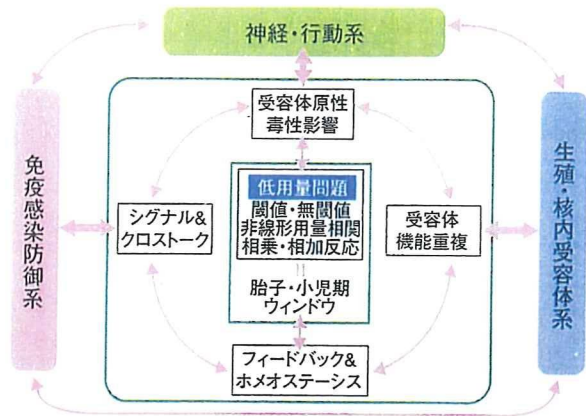 神経・行動系
免疫感染防御系
生殖・核内受容体系
受容体原性
毒性影響
シグナル&
クロストーク
低用量問題
閾値・無閾値
非線形用量相関
相乗・相加反応
胎子・小児期
ウィンドウ
受容体
機能重複
フィードバック&
ホメオステーシス